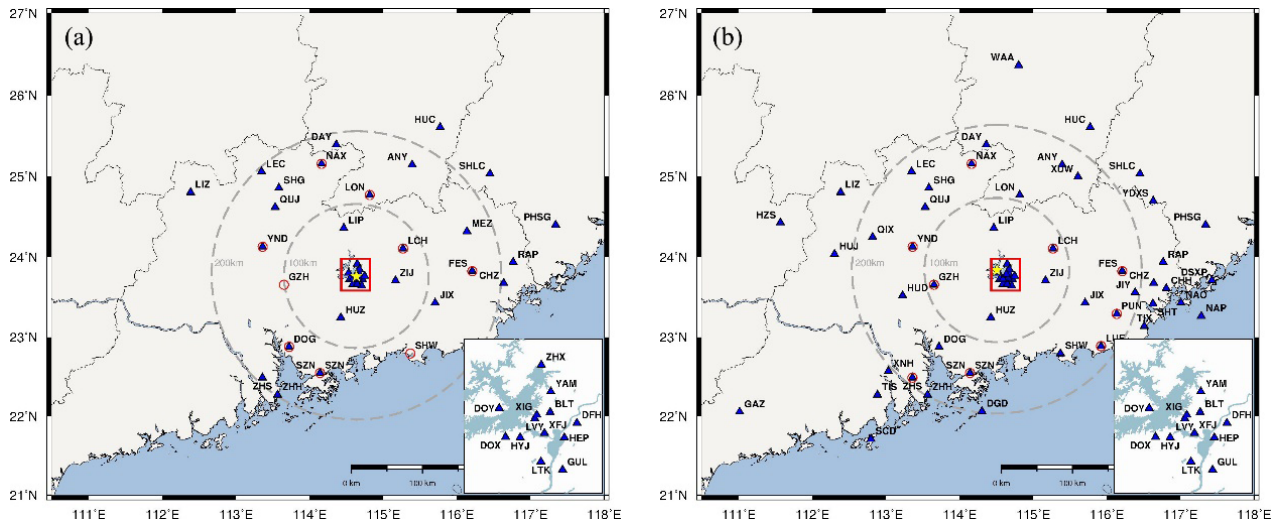 (a)
27°N
26°N
25°N
24°N
23°N
22°N
21°N
HUC
DAY
NAX
LEC
ANY
SHLC
LIZ
SHG
LON
QUJ
LIP
MEZ
PHSG
YND
LCH
200km
100km
RAP
FES
GZH
ZIJ
CHZ
JIX
HUZ
DOG
SHW
SZN
SZN
ZHS
ZHH
ZHX
YAM
DOY
XIG
BLT
LVY
XFJ
DFH
DOX
HYJ
HEP
LTK
GUL
0 km
100 km
111°E
112°E
113°E
114°E
115°E
116°E
117°E
118°E
(b)
27°N
26°N
25°N
24°N
23°N
22°N
21°N
WAA
HUC
DAY
NAX
LEC
ANY
XUW
SHLC
LIZ
SHG
LON
YDXS
QUJ
HZS
QIX
LIP
PHSG
YND
LCH
HUJ
200km
100km
RAP
FES
GZH
HUD
ZIJ
CHZ
CHH
DSXP
JIY
NAO
JIX
PUN
SHT
NAP
HUZ
TIX
DOG
SHW
LUF
XNH
SZN
SZN
TIS
ZHS
ZHH
DGD
GAZ
SCD
ZHX
YAM
DOY
XIG
BLT
LVY
XFJ
DFH
DOX
HYJ
HEP
LTK
GUL
0 km
100 km
111°E
112°E
113°E
114°E
115°E
116°E
117°E
118°E